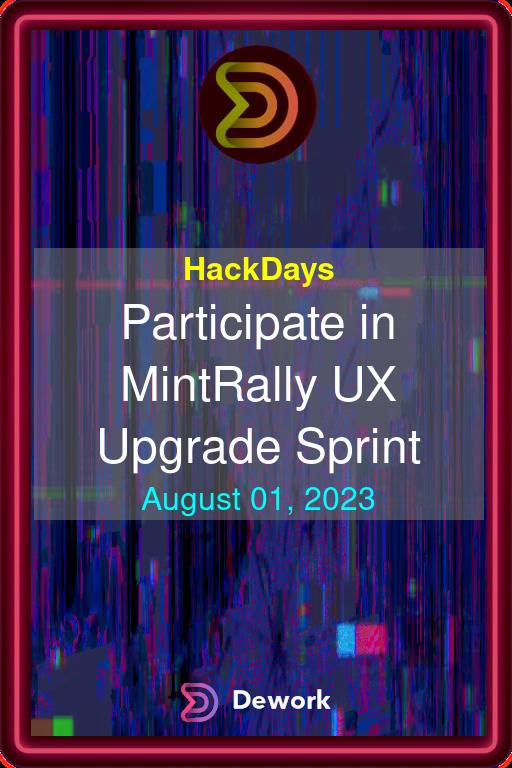 HackDays
Participate in
MintRally UX
Upgrade Sprint
August 01, 2023
Dework